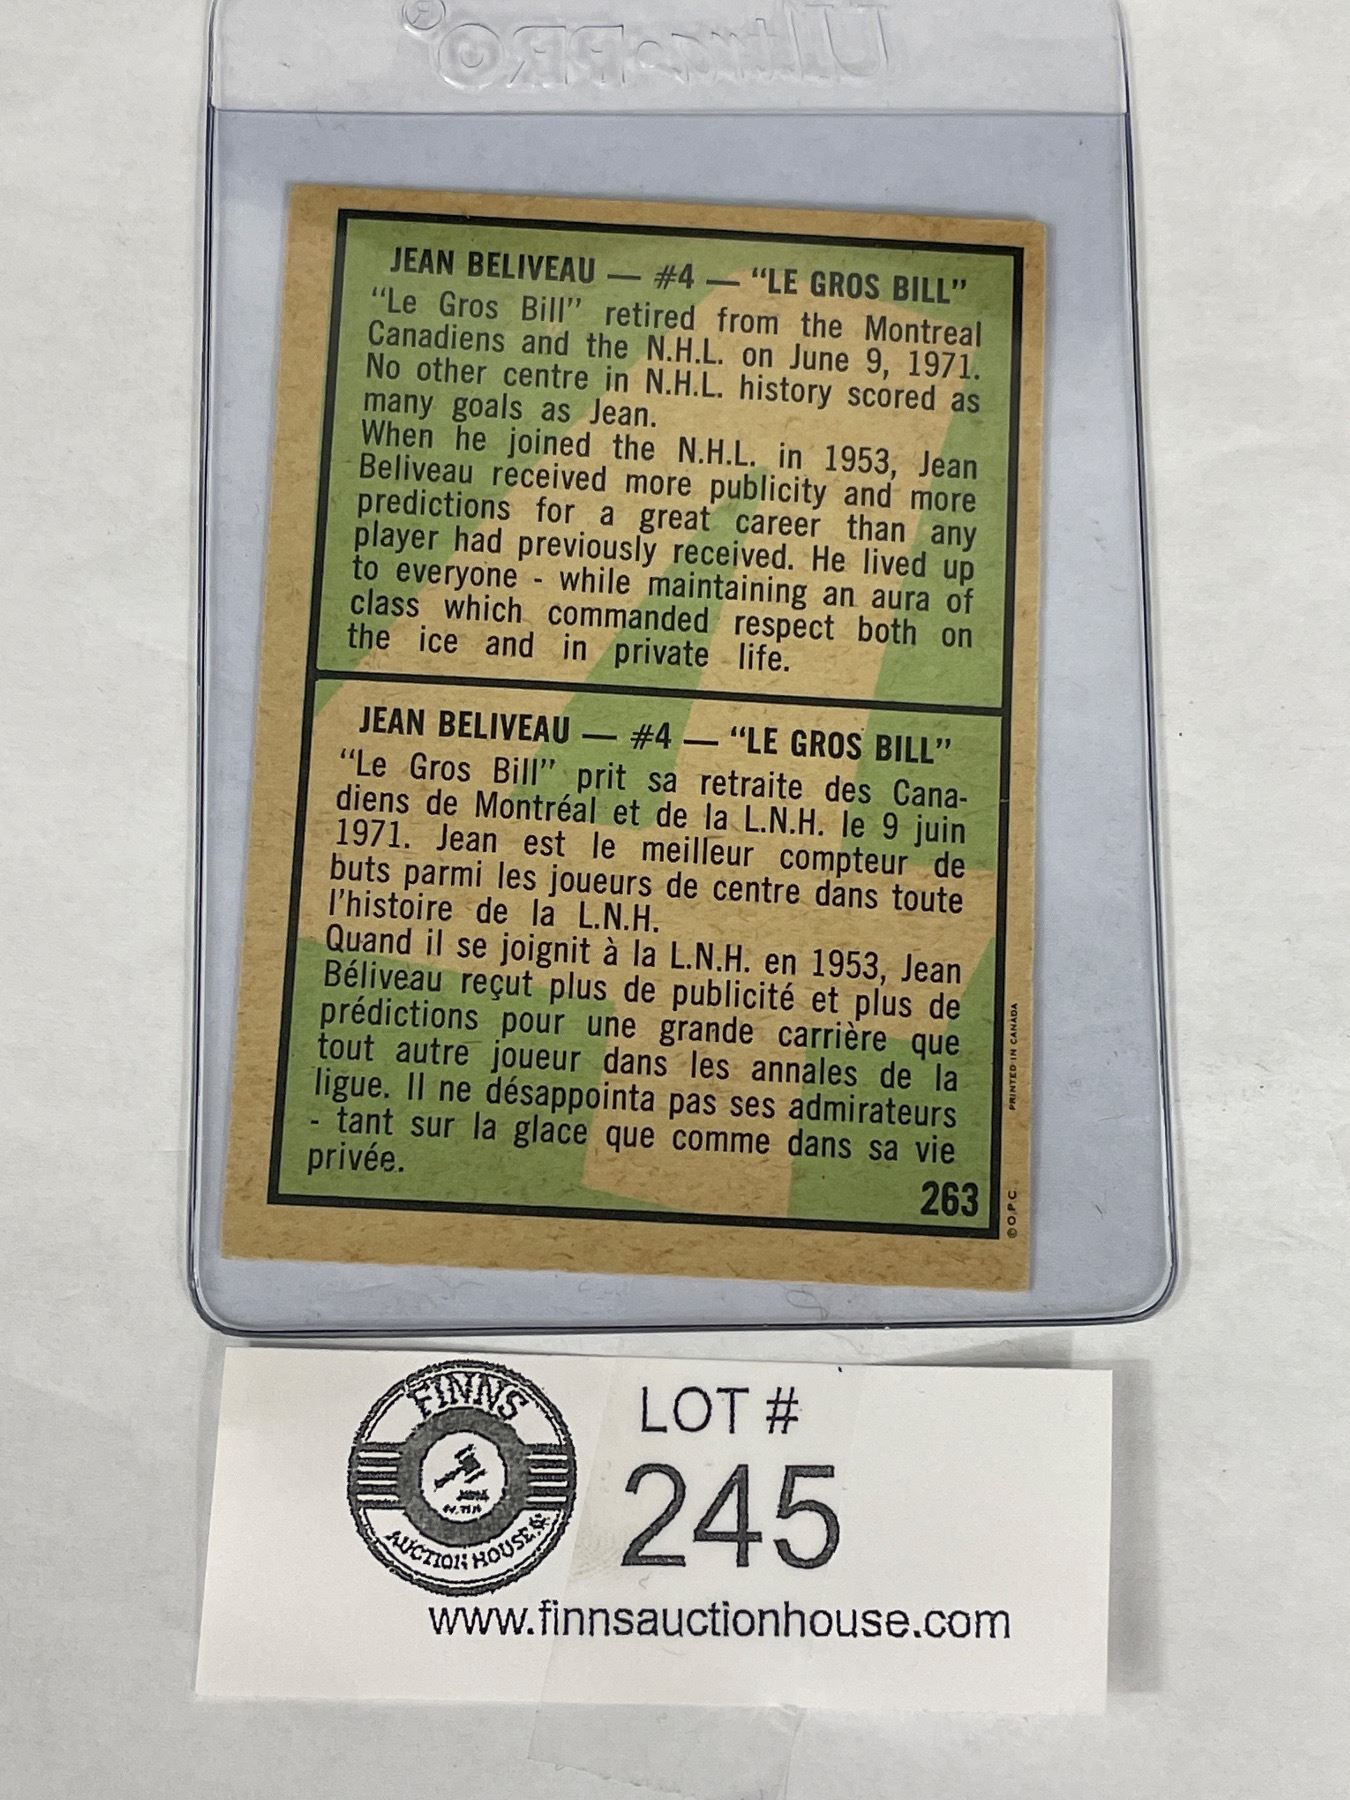 Ultra•PRO®
JEAN BELIVEAU — #4 — “LE GROS BILL”
“Le Gros Bill” retired from the Montreal
Canadiens and the N.H.L. on June 9, 1971.
No other centre in N.H.L. history scored as
many goals as Jean.
When he joined the N.H.L. in 1953, Jean
Beliveau received more publicity and more
predictions for a great career than any
player had previously received. He lived up
to everyone - while maintaining an aura of
class which commanded respect both on
the ice and in private life.
JEAN BELIVEAU — #4 — “LE GROS BILL”
“Le Gros Bill” prit sa retraite des Cana-
diens de Montréal et de la L.N.H. le 9 juin
1971. Jean est le meilleur compteur de
buts parmi les joueurs de centre dans toute
l'histoire de la L.N.H.
Quand il se joignit à la L.N.H. en 1953, Jean
Béliveau reçut plus de publicité et plus de
prédictions pour une grande carrière que
tout autre joueur dans les annales de la
ligue. Il ne désappointa pas ses admirateurs
- tant sur la glace que comme dans sa vie
privée.
263
© O.P.C.
PRINTED IN CANADA
FINNS
AUCTION HOUSE
LOT #
245
www.finnsauctionhouse.com